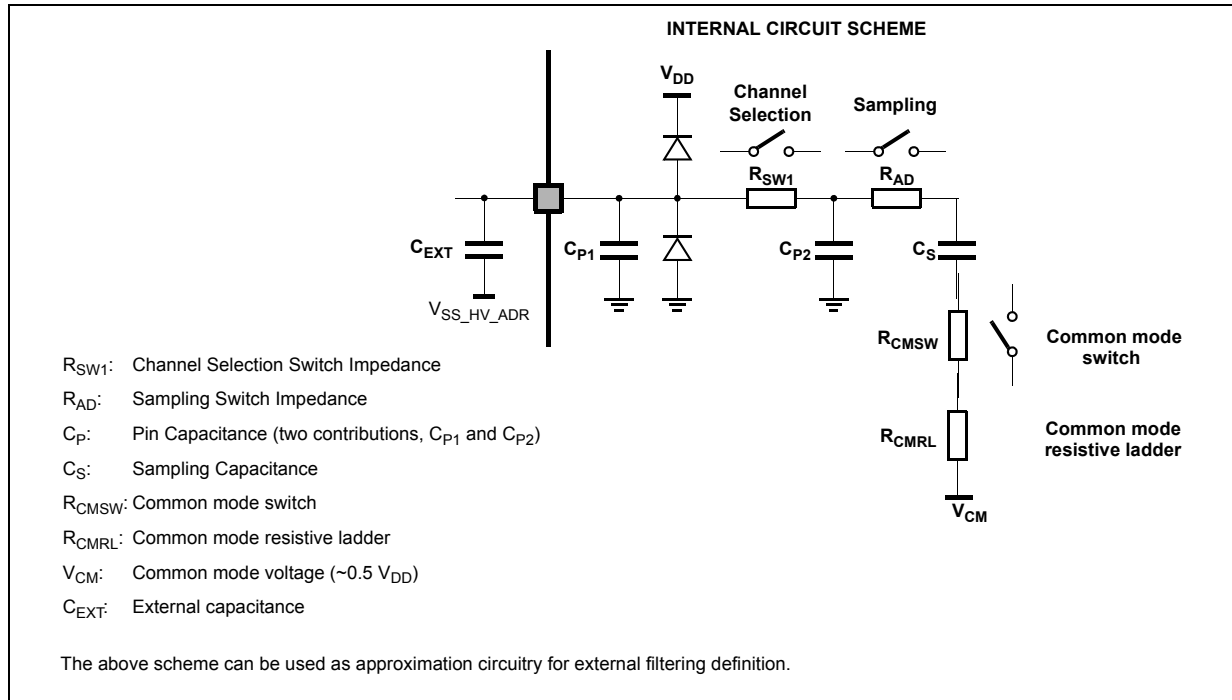 INTERNAL CIRCUIT SCHEME
VDD
Channel
Selection
Sampling
RSW1
RAD
CEXT
CP1
CP2
CS
VSS_HV_ADR
RCMSW
Common mode
switch
RCMRL
Common mode
resistive ladder
VCM
RSW1: Channel Selection Switch Impedance
RAD: Sampling Switch Impedance
CP: Pin Capacitance (two contributions, CP1 and CP2)
CS: Sampling Capacitance
RCMSW: Common mode switch
RCMRL: Common mode resistive ladder
VCM: Common mode voltage (~0.5 VDD)
CEXT: External capacitance
The above scheme can be used as approximation circuitry for external filtering definition.